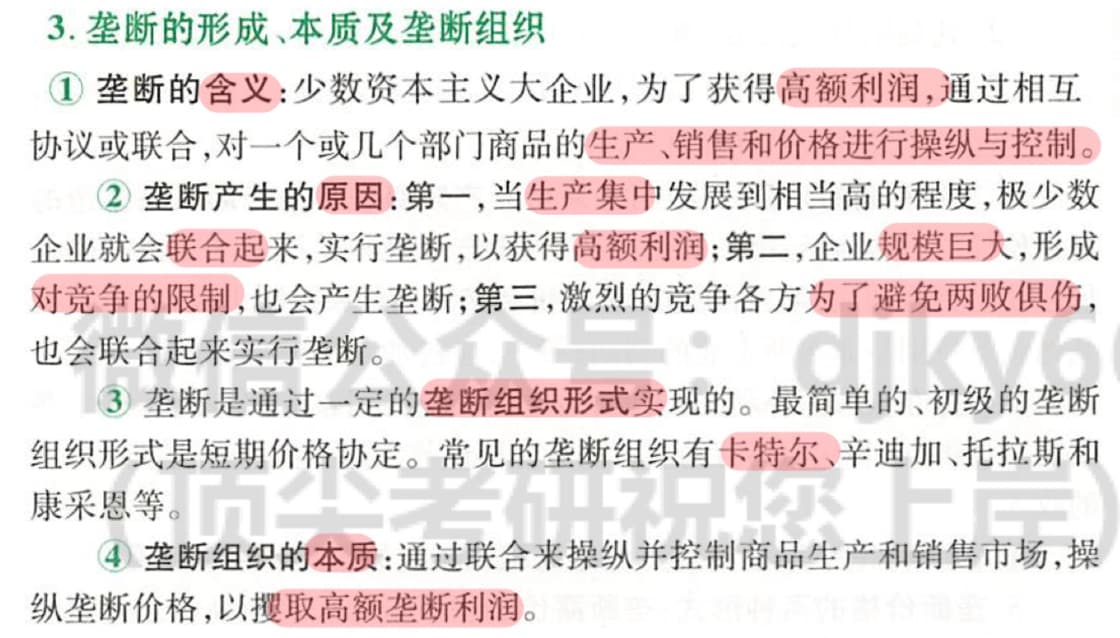 3. 垄断的形成、本质及垄断组织
① 垄断的含义:少数资本主义大企业,为了获得高额利润,通过相互
协议或联合,对一个或几个部门商品的生产、销售和价格进行操纵与控制。
② 垄断产生的原因:第一,当生产集中发展到相当高的程度,极少数
企业就会联合起来,实行垄断,以获得高额利润;第二,企业规模巨大,形成
对竞争的限制,也会产生垄断;第三,激烈的竞争各方为了避免两败俱伤,
也会联合起来实行垄断。
微信公众号:djky6
③ 垄断是通过一定的垄断组织形式实现的。最简单的、初级的垄断
组织形式是短期价格协定。常见的垄断组织有卡特尔、辛迪加、托拉斯和
康采恩等。
(顶尖考研祝您上岸)
④ 垄断组织的本质:通过联合来操纵并控制商品生产和销售市场,操
纵垄断价格,以攫取高额垄断利润。